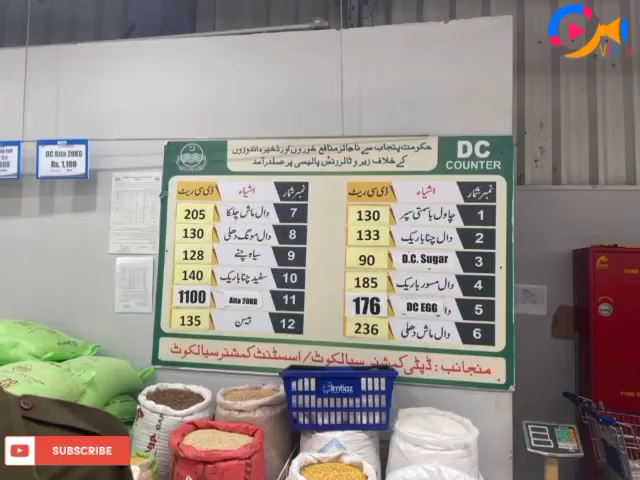 DC Atta 20KG
Rs. 1,100
حکومت پنجاب سے ناجائز منافع خوروں اور ذخیرہ اندوزوں
کے خلاف زیرو ٹالرنس پالیسی پر عملدرآمد
DC
COUNTER
نمبر شمار اشیاء ڈی سی ریٹ
1 چاول باسمتی سپر 130
2 دال چنا باریک 133
3 D.C. Sugar 90
4 دال مسور باریک 185
5 DC EGG 176
6 دال ماش دھلی 236
نمبر شمار اشیاء ڈی سی ریٹ
7 دال ماش چھلکا 205
8 دال مونگ دھلی 130
9 سیاہ چنے 128
10 سفید چنا باریک 140
11 Atta 20KG 1100
12 بیسن 135
منجانب : ڈپٹی کمشنر سیالکوٹ / اسسٹنٹ کمشنر سیالکوٹ
imtiaz
SUBSCRIBE